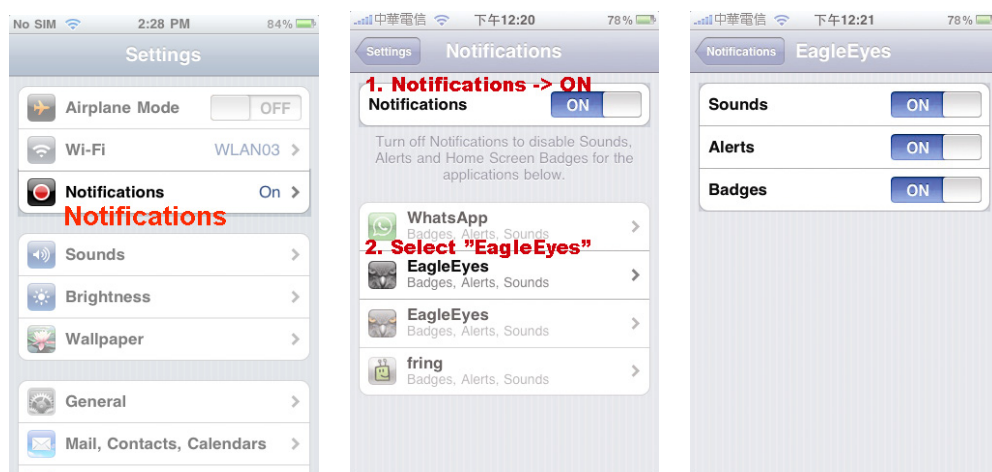 No SIM 2:28 PM 84%
Settings
Airplane Mode OFF
Wi-Fi WLAN03
Notifications On
Notifications
Sounds
Brightness
Wallpaper
General
Mail, Contacts, Calendars
中華電信 下午12:20 78%
Settings Notifications
1. Notifications -> ON
Notifications ON
Turn off Notifications to disable Sounds,
Alerts and Home Screen Badges for the
applications below.
WhatsApp
Badges, Alerts, Sounds
2. Select ”EagleEyes”
EagleEyes
Badges, Alerts, Sounds
EagleEyes
Badges, Alerts, Sounds
fring
Badges, Alerts, Sounds
中華電信 下午12:21 78%
Notifications EagleEyes
Sounds ON
Alerts ON
Badges ON